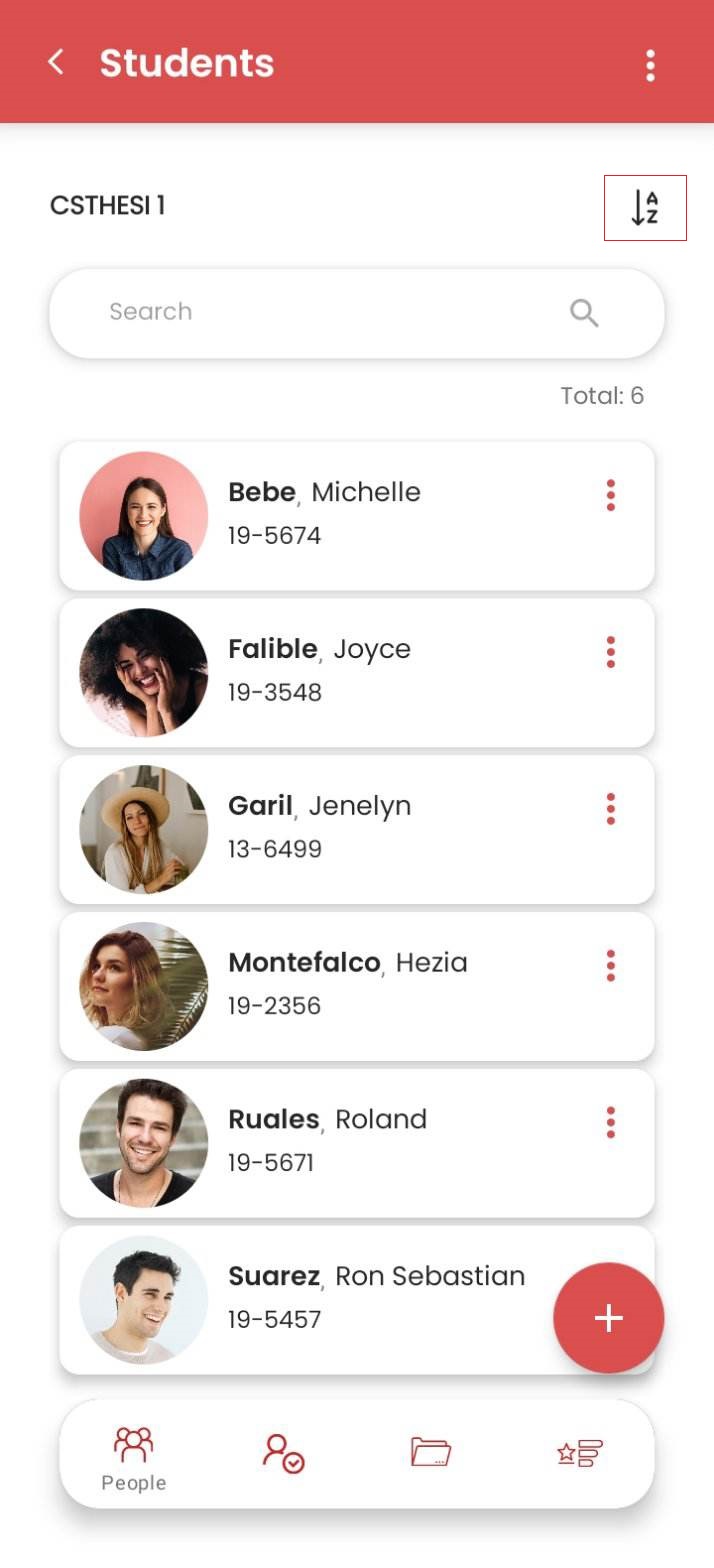 Students
CSTHESI 1
A
Z
Search
Total: 6
Bebe, Michelle
19-5674
Falible, Joyce
19-3548
Garil, Jenelyn
13-6499
Montefalco, Hezia
19-2356
Ruales, Roland
19-5671
Suarez, Ron Sebastian
19-5457
People